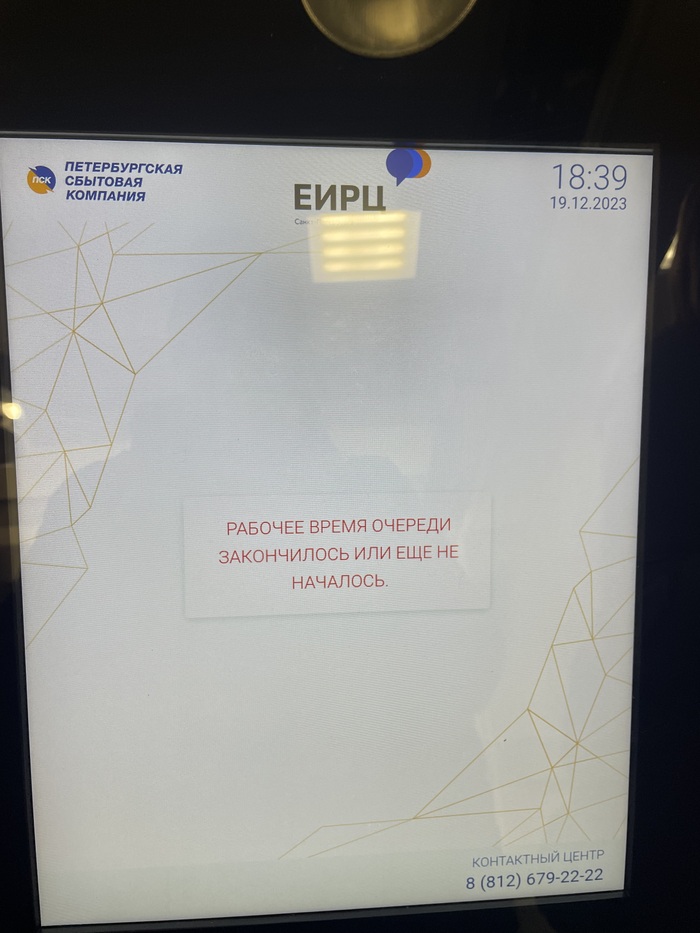 ПСК
ПЕТЕРБУРГСКАЯ
СБЫТОВАЯ
КОМПАНИЯ
ЕИРЦ
18:39
19.12.2023
РАБОЧЕЕ ВРЕМЯ ОЧЕРЕДИ
ЗАКОНЧИЛОСЬ ИЛИ ЕЩЕ НЕ
НАЧАЛОСЬ.
КОНТАКТНЫЙ ЦЕНТР
8 (812) 679-22-22